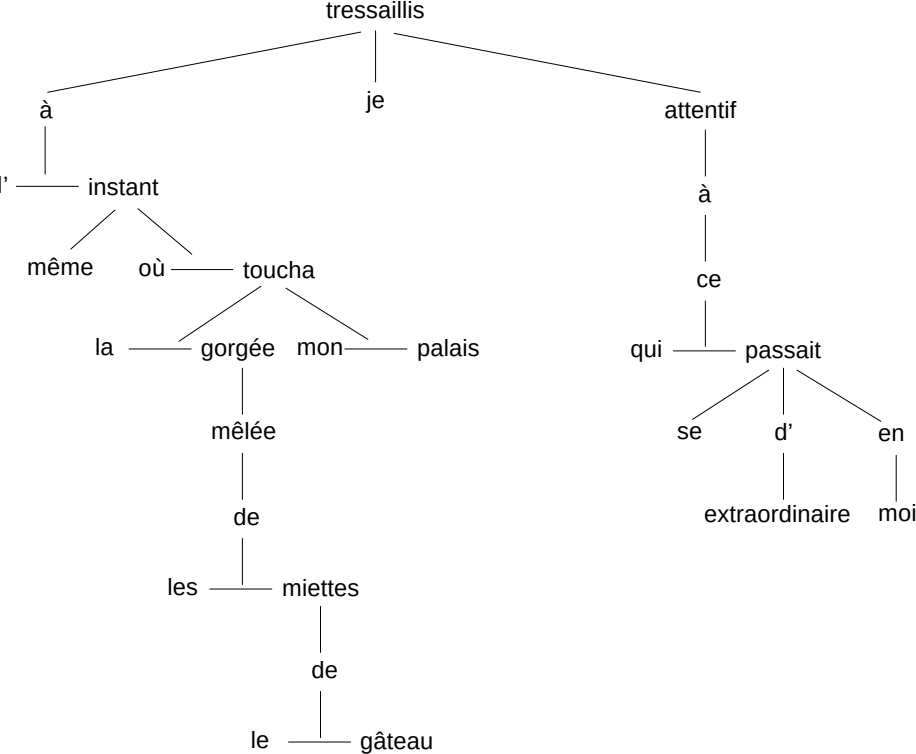 tressaillis
à je attentif
l’ instant à
même où toucha ce
la gorgée mon palais qui passait
mêlée se d’ en
de extraordinaire moi
les miettes
de
le gâteau